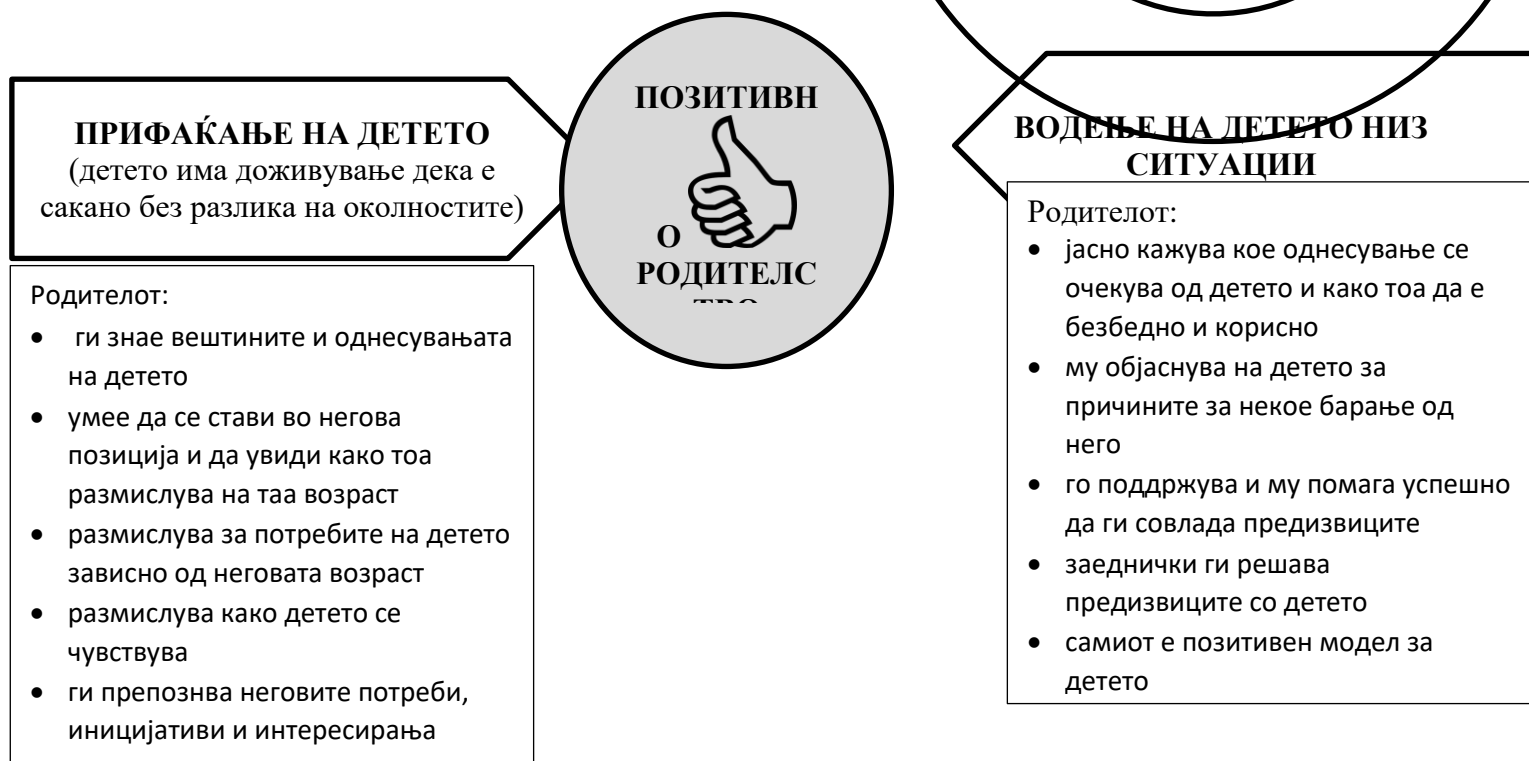 ПРИФАЌАЊЕ НА ДЕТЕТО
(детето има доживување дека е
сакано без разлика на околностите)
Родителот:
• ги знае вештините и однесувањата
на детето
• умее да се стави во негова
позиција и да увиди како тоа
размислува на таа возраст
• размислува за потребите на детето
зависно од неговата возраст
• размислува како детето се
чувствува
• ги препознва неговите потреби,
иницијативи и интересирања
ПОЗИТИВН
О
РОДИТЕЛС
ТВО
ВОДЕЊЕ НА ДЕТЕТО НИЗ
СИТУАЦИИ
Родителот:
• јасно кажува кое однесување се
очекува од детето и како тоа да е
безбедно и корисно
• му објаснува на детето за
причините за некое барање од
него
• го поддржува и му помага успешно
да ги совлада предизвиците
• заеднички ги решава
предизвиците со детето
• самиот е позитивен модел за
детето